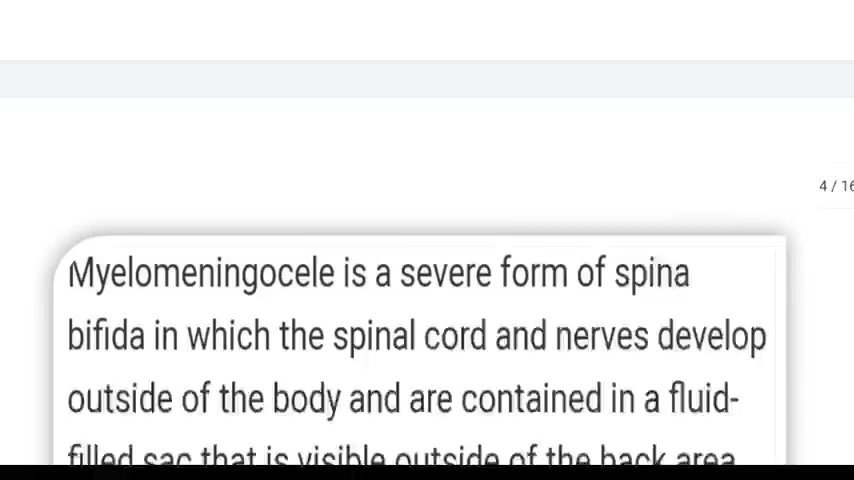 4 / 16
Myelomeningocele is a severe form of spina
bifida in which the spinal cord and nerves develop
outside of the body and are contained in a fluid-
filled sac that is visible outside of the back area